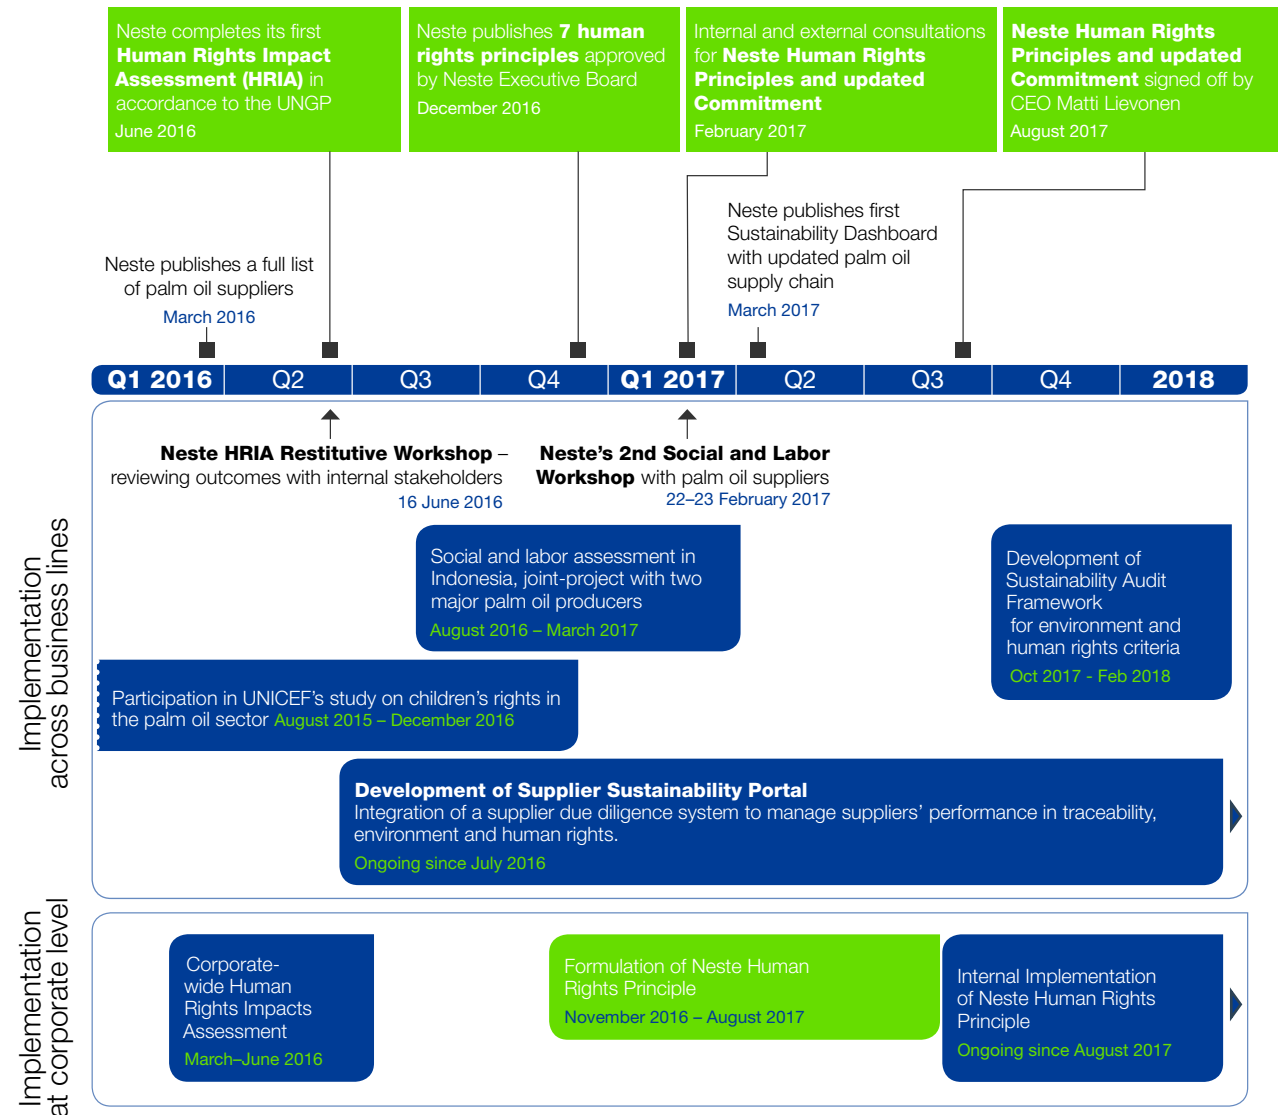 Neste completes its first
Human Rights Impact
Assessment (HRIA) in
accordance to the UNGP
June 2016
Neste publishes 7 human
rights principles approved
by Neste Executive Board
December 2016
Internal and external consultations
for Neste Human Rights
Principles and updated
Commitment
February 2017
Neste Human Rights
Principles and updated
Commitment signed off by
CEO Matti Lievonen
August 2017
Neste publishes a full list
of palm oil suppliers
March 2016
Neste publishes first
Sustainability Dashboard
with updated palm oil
supply chain
March 2017
Q1 2016 Q2 Q3 Q4 Q1 2017 Q2 Q3 Q4 2018
Neste HRIA Restitutive Workshop –
reviewing outcomes with internal stakeholders
16 June 2016
Neste’s 2nd Social and Labor
Workshop with palm oil suppliers
22–23 February 2017
Implementation
across business lines
Social and labor assessment in
Indonesia, joint-project with two
major palm oil producers
August 2016 – March 2017
Development of
Sustainability Audit
Framework
for environment and
human rights criteria
Oct 2017 - Feb 2018
Participation in UNICEF’s study on children’s rights in
the palm oil sector August 2015 – December 2016
Development of Supplier Sustainability Portal
Integration of a supplier due diligence system to manage suppliers’ performance in traceability,
environment and human rights.
Ongoing since July 2016
Implementation
at corporate level
Corporate-
wide Human
Rights Impacts
Assessment
March–June 2016
Formulation of Neste Human
Rights Principle
November 2016 – August 2017
Internal Implementation
of Neste Human Rights
Principle
Ongoing since August 2017